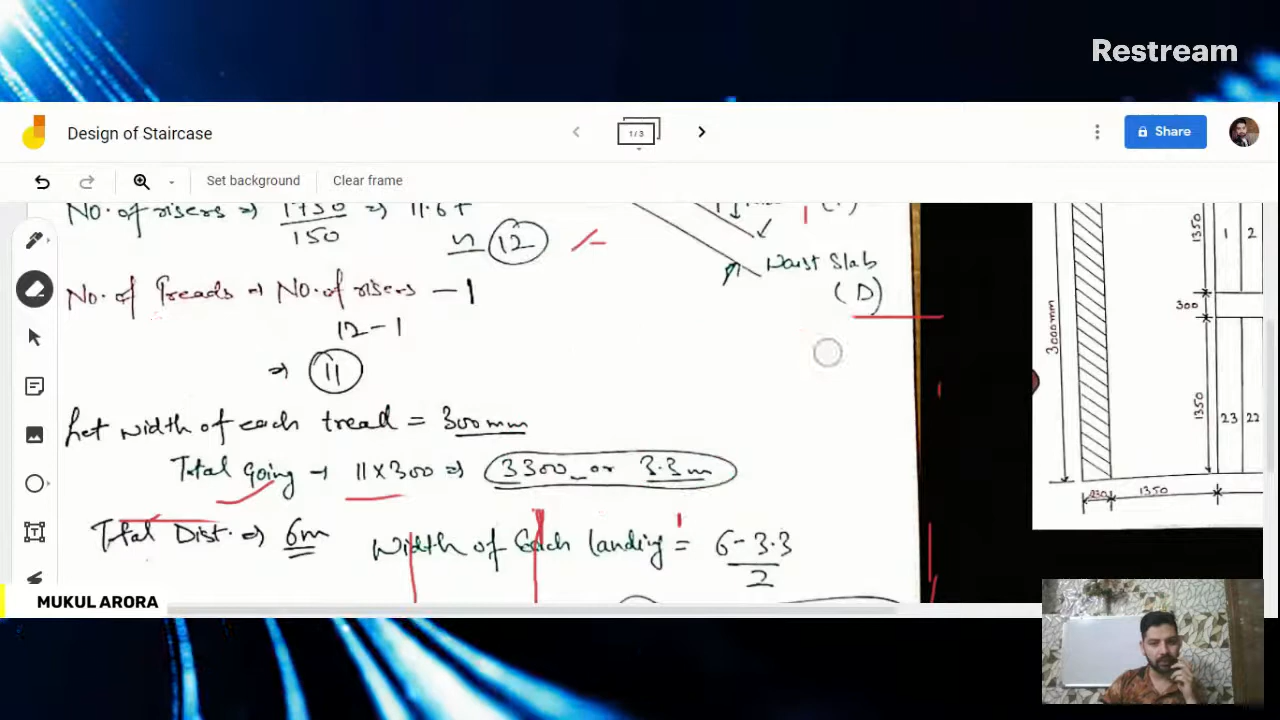 Restream
Design of Staircase
1/3
Share
Set background
Clear frame
No. of risers ⇒ 1750/150 ⇒ 11.67
≈ 12
No. of Treads ⇒ No. of risers - 1
12 - 1
⇒ 11
Let width of each tread = 300 mm
Total Going → 11 x 300 ⇒ 3300 or 3.3m
Total Dist. ⇒ 6m
Width of Each landing = 6 - 3.3
2
Waist Slab
(D)
3000mm
1350
300
1350
1 2
23 22
230
1350
MUKUL ARORA